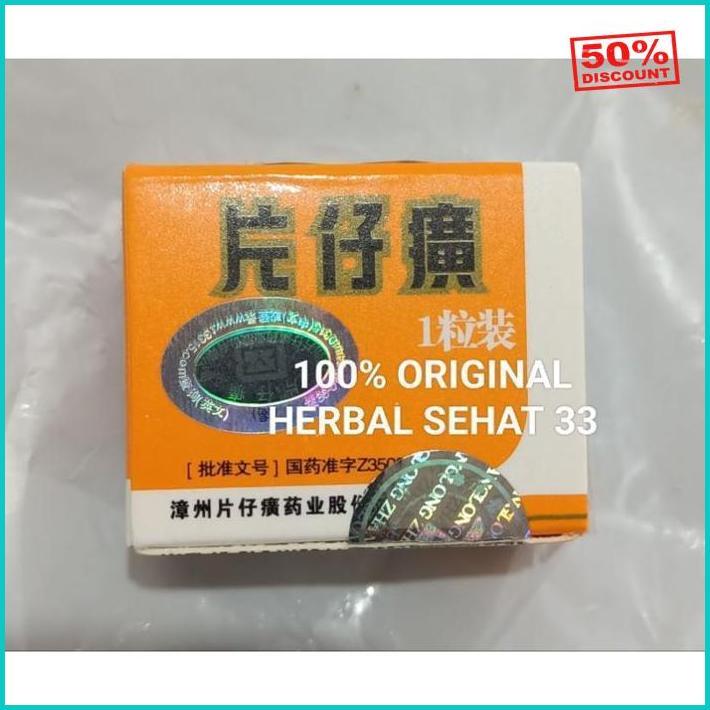 50%
DISCOUNT
片仔癀
1粒装
100% ORIGINAL
HERBAL SEHAT 33
[批准文号]国药准字Z350
漳州片仔癀药业股份